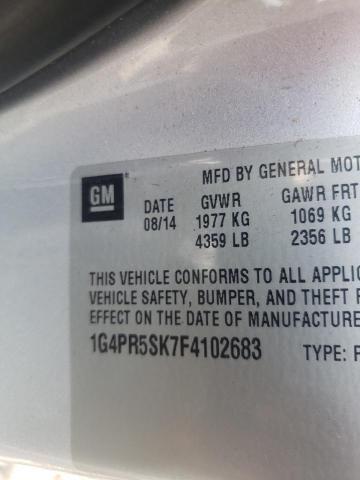 MFD BY GENERAL MOT
GM
DATE GVWR GAWR FRT
08/14 1977 KG 1069 KG
4359 LB 2356 LB
THIS VEHICLE CONFORMS TO ALL APPLIC
VEHICLE SAFETY, BUMPER, AND THEFT F
EFFECT ON THE DATE OF MANUFACTURE
1G4PR5SK7F4102683
TYPE: P